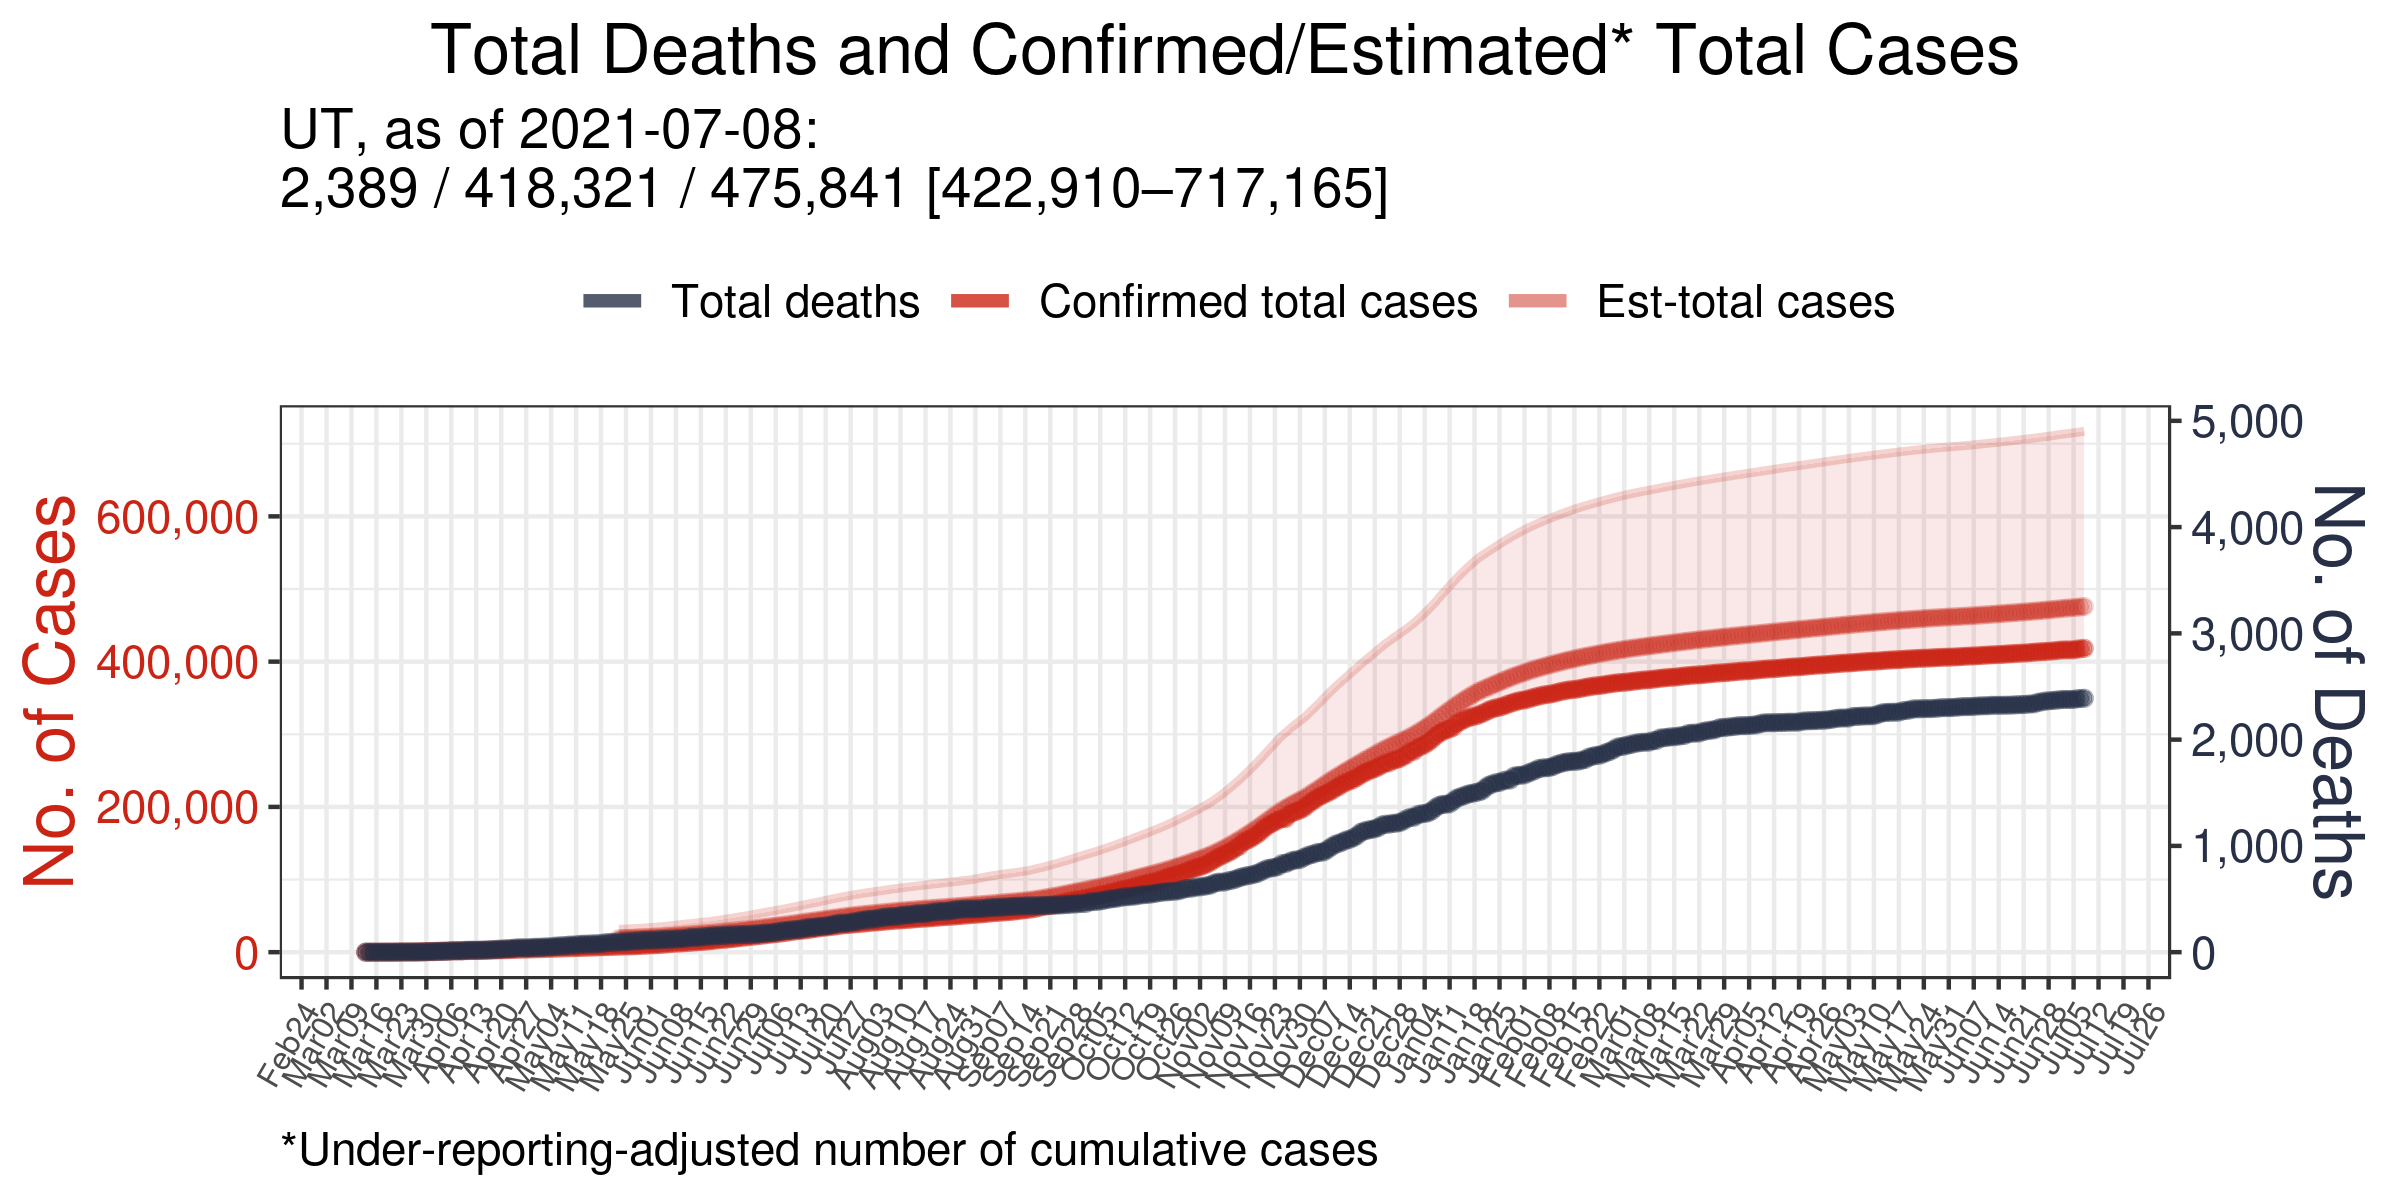 Total Deaths and Confirmed/Estimated* Total Cases
UT, as of 2021-07-08:
2,389 / 418,321 / 475,841 [422,910–717,165]
Total deaths Confirmed total cases Est-total cases
No. of Cases
600,000
400,000
200,000
0
5,000
4,000
3,000
2,000
1,000
0
No. of Deaths
Feb24
Mar02
Mar09
Mar16
Mar23
Mar30
Apr06
Apr13
Apr20
Apr27
May04
May11
May18
May25
Jun01
Jun08
Jun15
Jun22
Jun29
Jul06
Jul13
Jul20
Jul27
Aug03
Aug10
Aug17
Aug24
Aug31
Sep07
Sep14
Sep21
Sep28
Oct05
Oct12
Oct19
Oct26
Nov02
Nov09
Nov16
Nov23
Nov30
Dec07
Dec14
Dec21
Dec28
Jan04
Jan11
Jan18
Jan25
Feb01
Feb08
Feb15
Feb22
Mar01
Mar08
Mar15
Mar22
Mar29
Apr05
Apr12
Apr19
Apr26
May03
May10
May17
May24
May31
Jun07
Jun14
Jun21
Jun28
Jul05
Jul12
Jul19
Jul26
*Under-reporting-adjusted number of cumulative cases